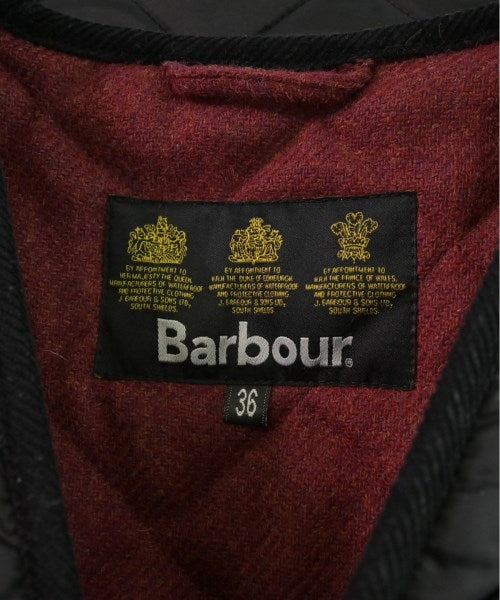 BY APPOINTMENT TO
HER MAJESTY THE QUEEN
MANUFACTURERS OF WATERPROOF
AND PROTECTIVE CLOTHING
J. BARBOUR & SONS LTD,
SOUTH SHIELDS.
BY APPOINTMENT TO
H.R.H. THE DUKE OF EDINBURGH
MANUFACTURERS OF WATERPROOF
AND PROTECTIVE CLOTHING
J. BARBOUR & SONS LTD,
SOUTH SHIELDS.
BY APPOINTMENT TO
H.R.H. THE PRINCE OF WALES,
MANUFACTURERS OF WATERPROOF
AND PROTECTIVE CLOTHING
J. BARBOUR & SONS LTD,
SOUTH SHIELDS.
Barbour®
36